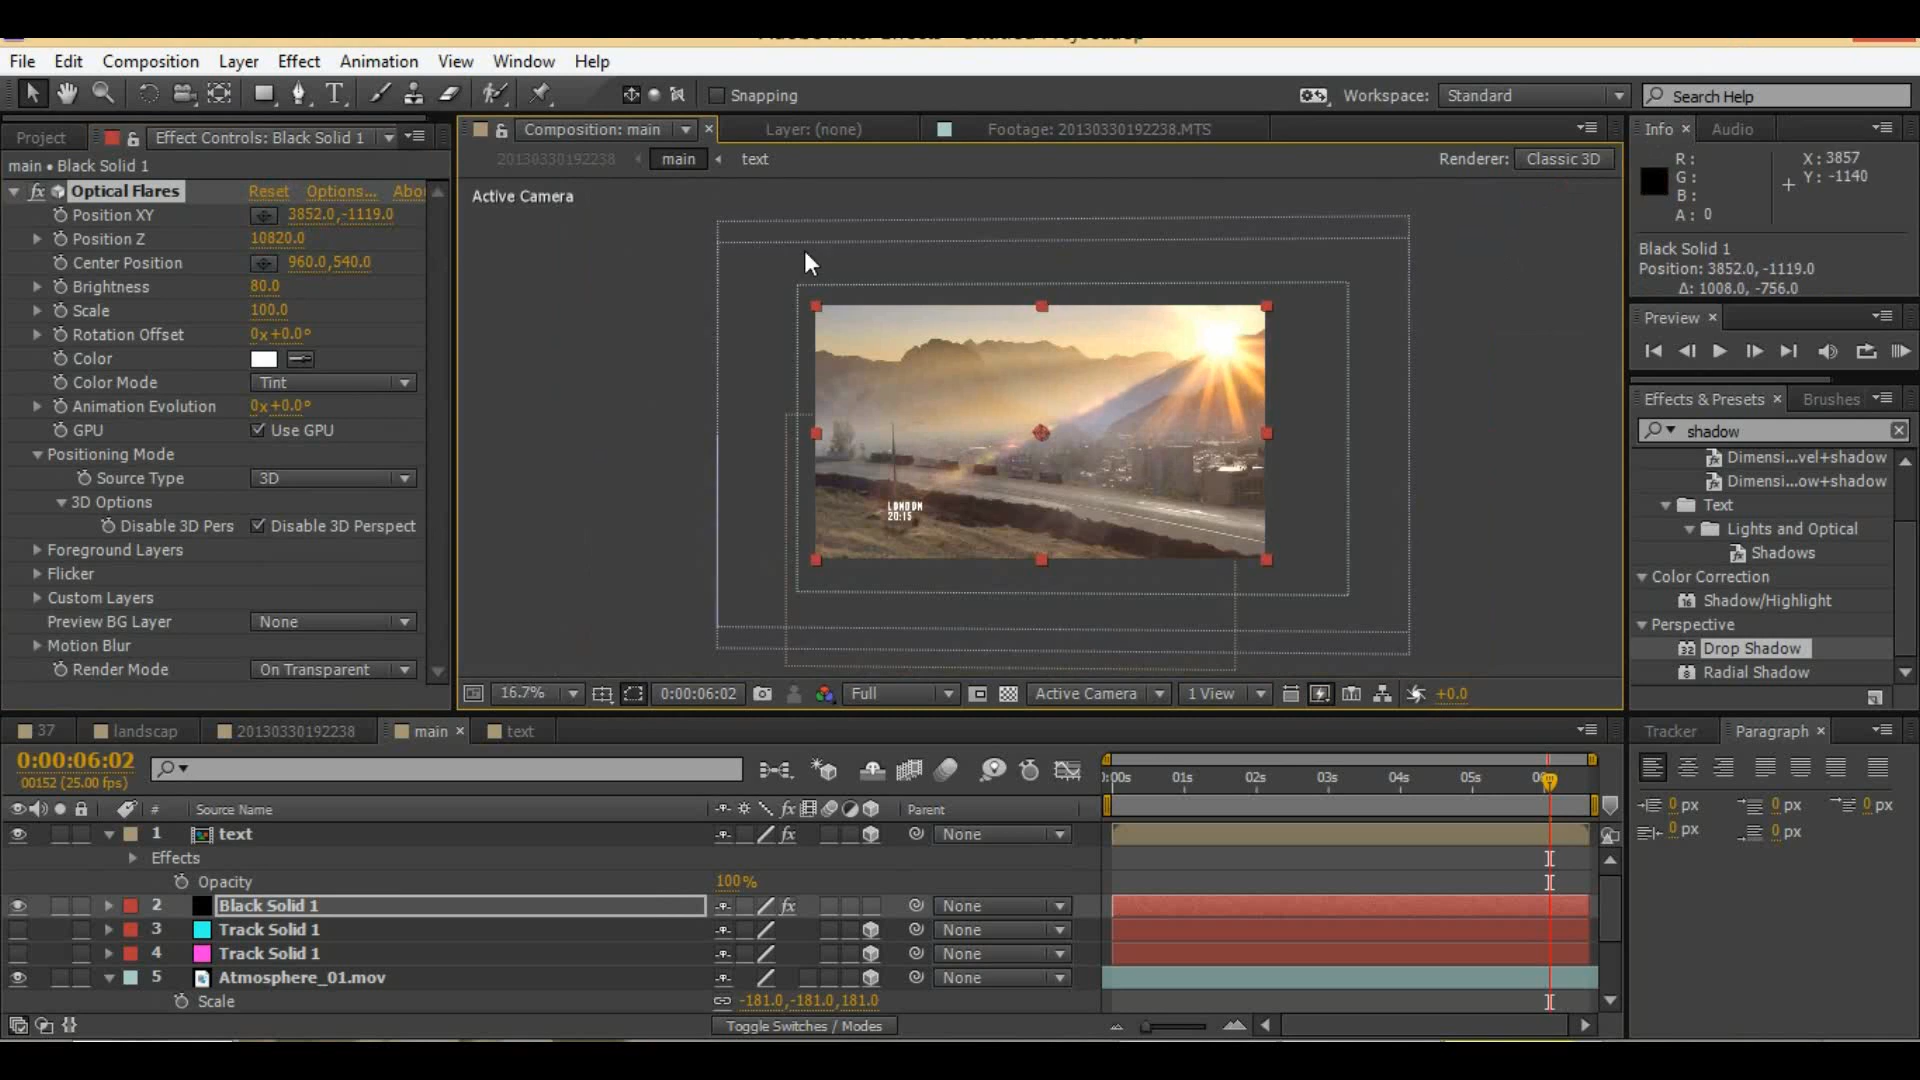 File Edit Composition Layer Effect Animation View Window Help
Snapping
Workspace: Standard
Search Help
Project
Effect Controls: Black Solid 1
Composition: main
Layer: (none)
Footage: 20130330192238.MTS
Info
Audio
main • Black Solid 1
20130330192238
main
text
Renderer: Classic 3D
R:
G:
B:
A: 0
X: 3857
Y: -1140
Optical Flares Reset Options... Abou
Active Camera
Position XY 3852.0,-1119.0
Position Z 10820.0
Center Position 960.0,540.0
Brightness 80.0
Scale 100.0
Rotation Offset 0x+0.0°
Color
Color Mode Tint
Animation Evolution 0x+0.0°
GPU Use GPU
Positioning Mode
Source Type 3D
3D Options
Disable 3D Pers Disable 3D Perspect
Foreground Layers
Flicker
Custom Layers
Preview BG Layer None
Motion Blur
Render Mode On Transparent
LONDON
20:15
16.7%
0:00:06:02
Full
Active Camera
1 View
+0.0
Black Solid 1
Position: 3852.0, -1119.0
Δ: 1008.0, -756.0
Preview
Effects & Presets
Brushes
shadow
Dimensi...vel+shadow
Dimensi...ow+shadow
Text
Lights and Optical
Shadows
Color Correction
Shadow/Highlight
Perspective
Drop Shadow
Radial Shadow
37
landscap
20130330192238
main
text
Tracker
Paragraph
0:00:06:02
00152 (25.00 fps)
01s 02s 03s 04s 05s
0 px 0 px 0 px
0 px 0 px
# Source Name
Parent
1 text None
Effects
Opacity 100%
2 Black Solid 1 None
3 Track Solid 1 None
4 Track Solid 1 None
5 Atmosphere_01.mov None
Scale -181.0,-181.0,181.0
Toggle Switches / Modes